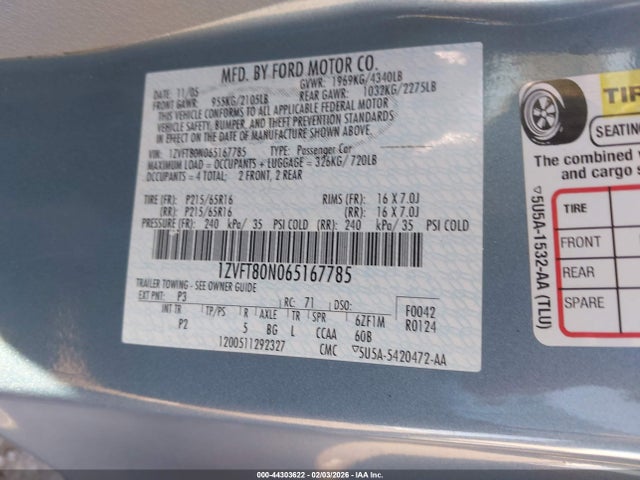 MFD. BY FORD MOTOR CO.
DATE: 11/05 GVWR: 1969KG/4340LB
FRONT GAWR: 955KG/2105LB REAR GAWR: 1032KG/2275LB
THIS VEHICLE CONFORMS TO ALL APPLICABLE FEDERAL MOTOR
VEHICLE SAFETY, BUMPER, AND THEFT PREVENTION STANDARDS
IN EFFECT ON THE DATE OF MANUFACTURE SHOWN ABOVE.
VIN: 1ZVFT80N065167785 TYPE: Passenger Car
MAXIMUM LOAD = OCCUPANTS + LUGGAGE = 326KG/720LB
OCCUPANTS = 4 TOTAL; 2 FRONT, 2 REAR
TIRE (FR): P215/65R16 RIMS (FR): 16 X 7.0J
(RR): P215/65R16 (RR): 16 X 7.0J
PRESSURE (FR): 240 kPa/ 35 PSI COLD (RR): 240 kPa/ 35 PSI COLD
1ZVFT80N065167785
TRAILER TOWING - SEE OWNER GUIDE
EXT PNT: P3 RC: 71 DSO: F0042
INT TR TP/PS R AXLE TR SPR 6ZF1M R0124
P2 5 BG L CCAA 60B
1200511292327 CMC ▽5U5A-5420472-AA
TIR
SEATING
The combined
and cargo s
TIRE
FRONT
REAR
SPARE
▽5U5A-1532-AA (TLU)
000-44303622 - 02/03/2026 - COPYRIGHT IAA, LLC.